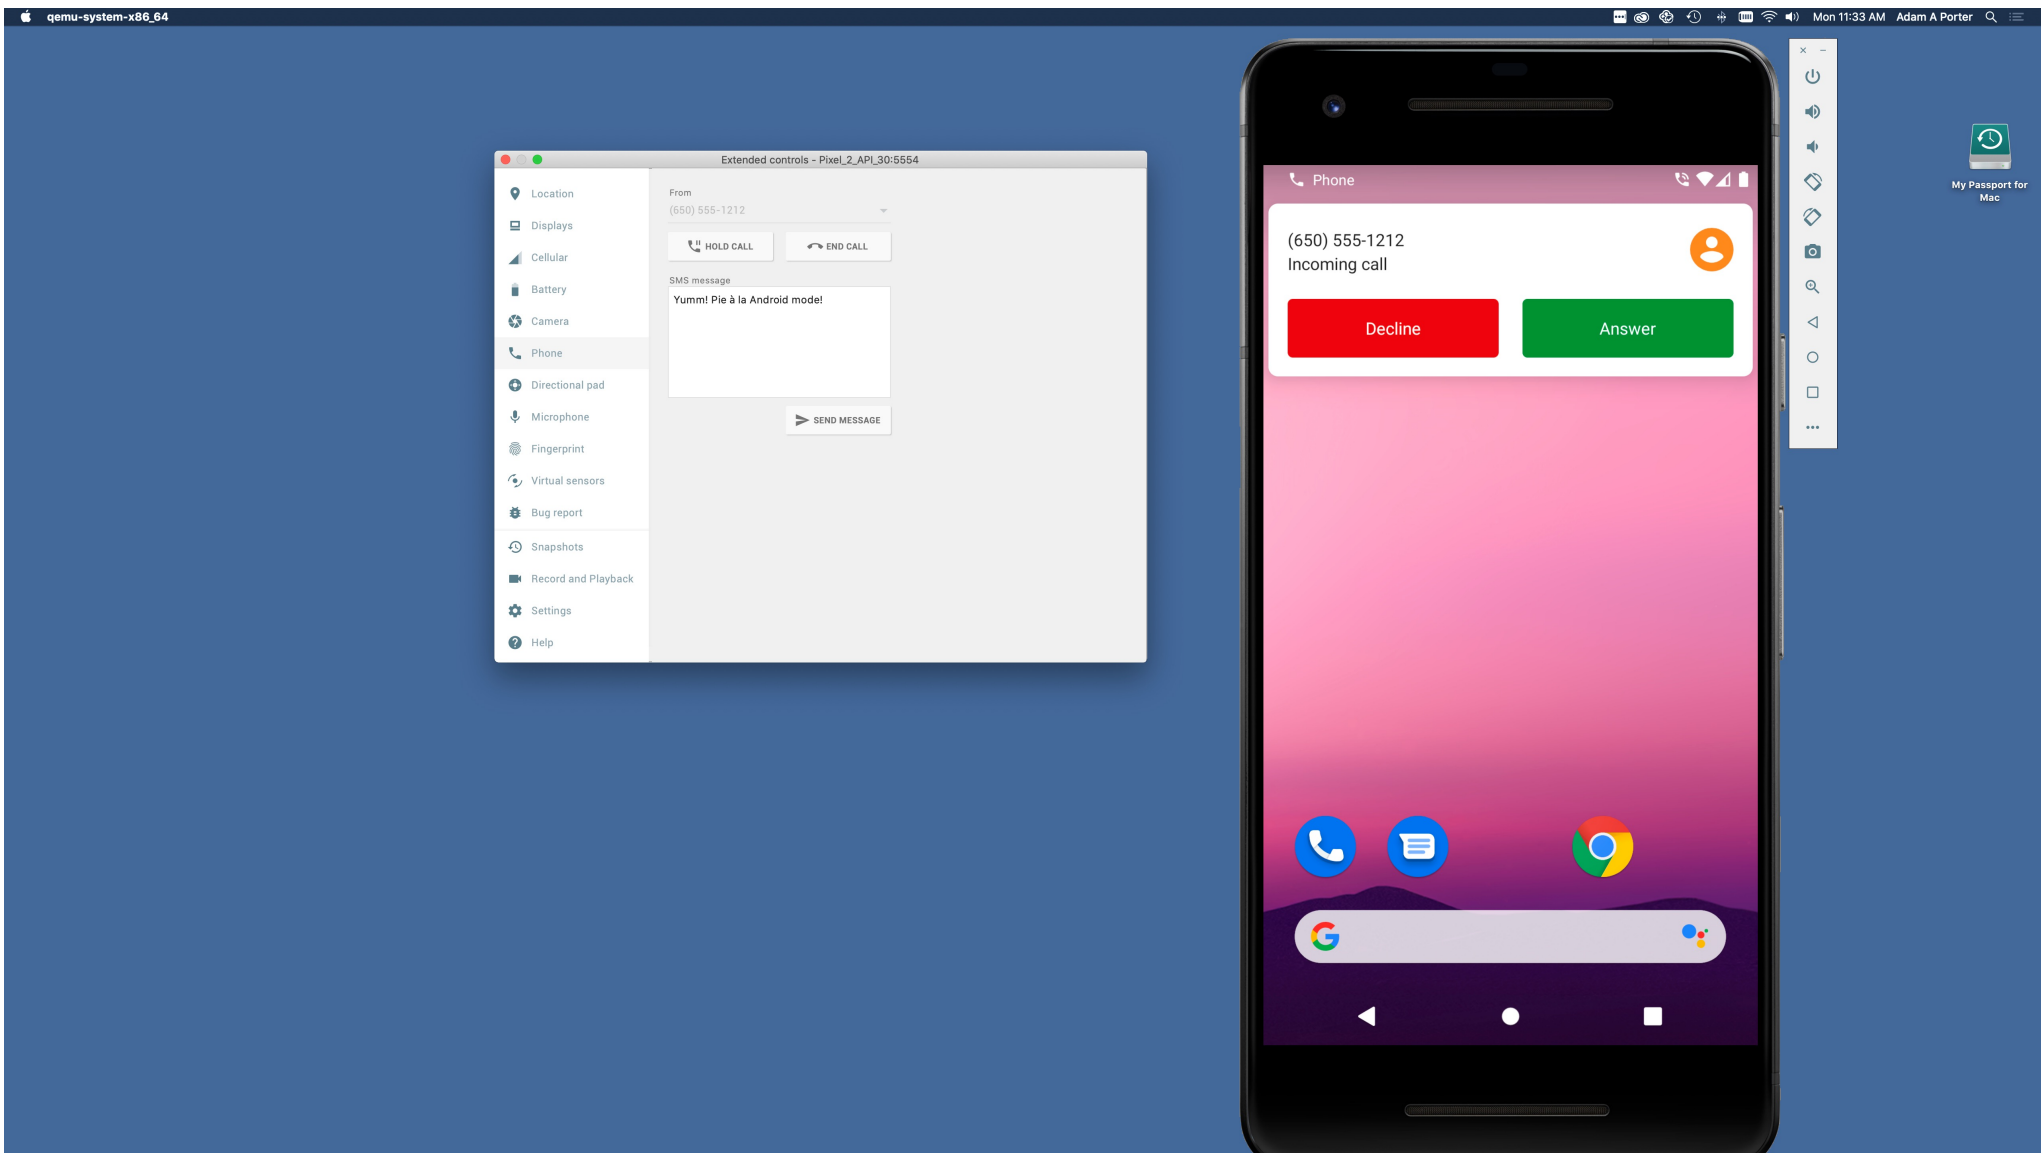 qemu-system-x86_64
Mon 11:33 AM Adam A Porter
My Passport for
Mac
Extended controls - Pixel_2_API_30:5554
Location
Displays
Cellular
Battery
Camera
Phone
Directional pad
Microphone
Fingerprint
Virtual sensors
Bug report
Snapshots
Record and Playback
Settings
Help
From
(650) 555-1212
HOLD CALL
END CALL
SMS message
Yumm! Pie à la Android mode!
SEND MESSAGE
Phone
(650) 555-1212
Incoming call
Decline
Answer